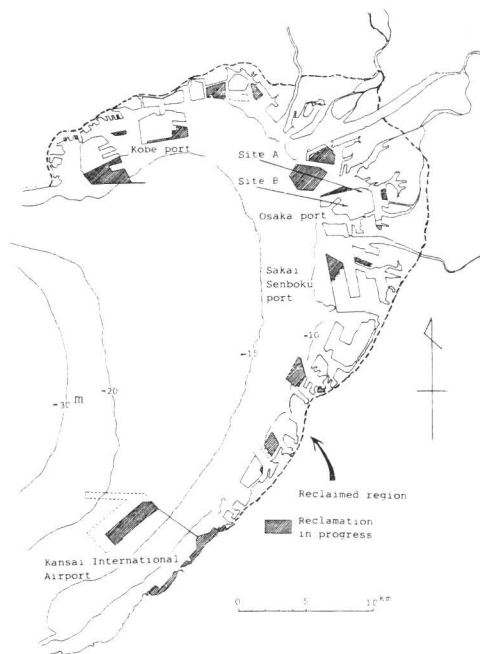 Kobe port
Site A
Site B
Osaka port
Sakai
Senboku
port
-10
-15
-20
-30 m
Reclaimed region
Reclamation
in progress
Kansai International
Airport
0 5 10 km